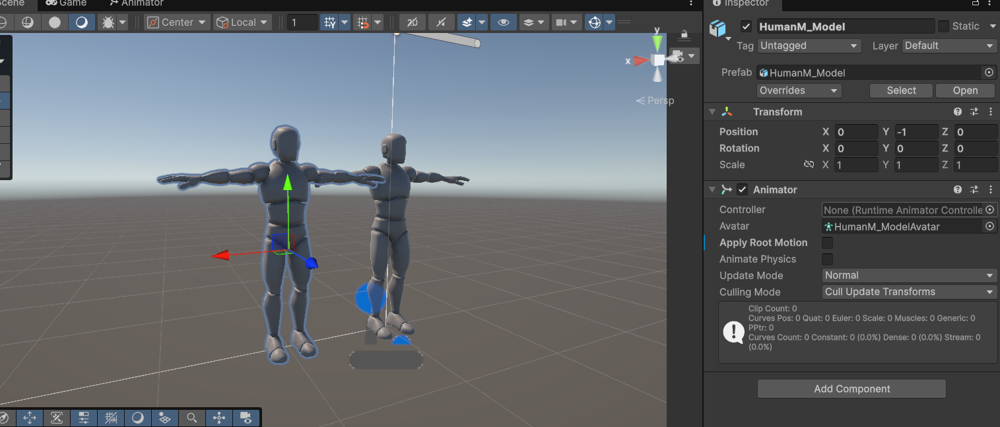 Scene
Game
Animator
Inspector
Center
Local
1
2D
y
x
Persp
HumanM_Model
Static
Tag
Untagged
Layer
Default
Prefab
HumanM_Model
Overrides
Select
Open
Transform
Position X 0 Y -1 Z 0
Rotation X 0 Y 0 Z 0
Scale X 1 Y 1 Z 1
Animator
Controller
None (Runtime Animator Controlle
Avatar
HumanM_ModelAvatar
Apply Root Motion
Animate Physics
Update Mode
Normal
Culling Mode
Cull Update Transforms
Clip Count: 0
Curves Pos: 0 Quat: 0 Euler: 0 Scale: 0 Muscles: 0 Generic: 0
PPtr: 0
Curves Count: 0 Constant: 0 (0.0%) Dense: 0 (0.0%) Stream: 0
(0.0%)
Add Component